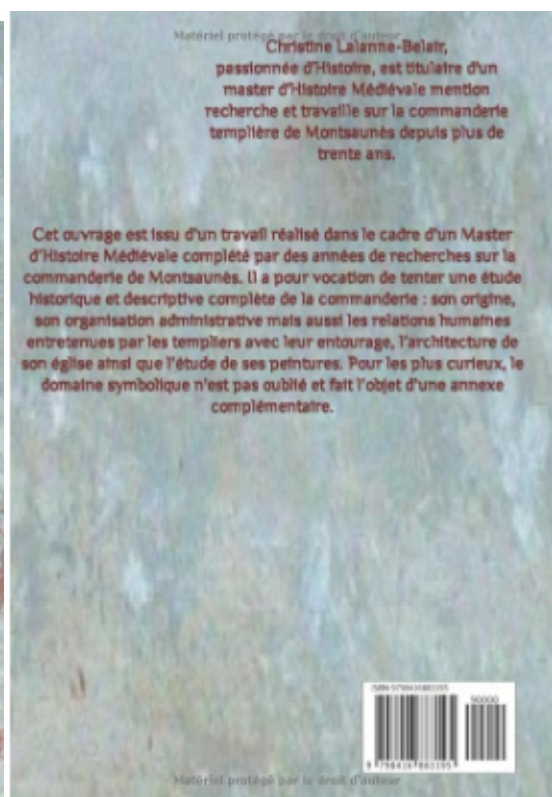 Matériel protégé par le droit d'auteur
Christine Lalanne-Belair,
passionnée d'Histoire, est titulaire d'un
master d'Histoire Médiévale mention
recherche et travaille sur la commanderie
templière de Montsaunès depuis plus de
trente ans.
Cet ouvrage est issu d'un travail réalisé dans le cadre d'un Master
d'Histoire Médiévale complété par des années de recherches sur la
commanderie de Montsaunès. Il a pour vocation de tenter une étude
historique et descriptive complète de la commanderie : son origine,
son organisation administrative mais aussi les relations humaines
entretenues par les templiers avec leur entourage, l'architecture de
son église ainsi que l'étude de ses peintures. Pour les plus curieux, le
domaine symbolique n'est pas oublié et fait l'objet d'une annexe
complémentaire.
90000
Matériel protégé par le droit d'auteur